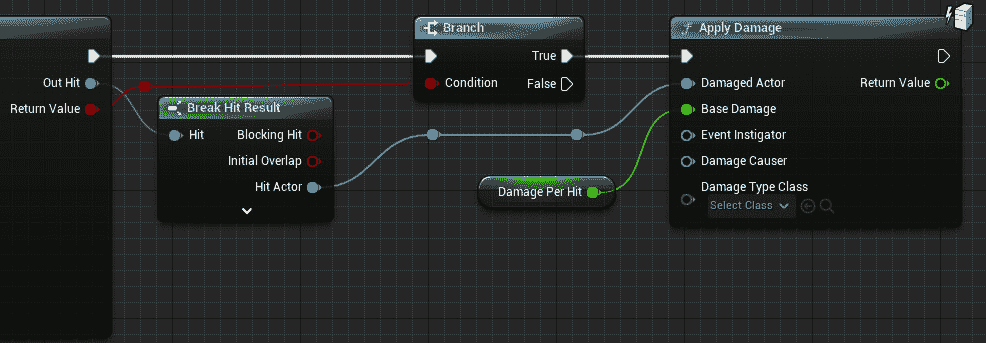 Out Hit
Return Value
Break Hit Result
Hit
Blocking Hit
Initial Overlap
Hit Actor
Branch
True
Condition
False
Damage Per Hit
Apply Damage
Damaged Actor
Return Value
Base Damage
Event Instigator
Damage Causer
Damage Type Class
Select Class